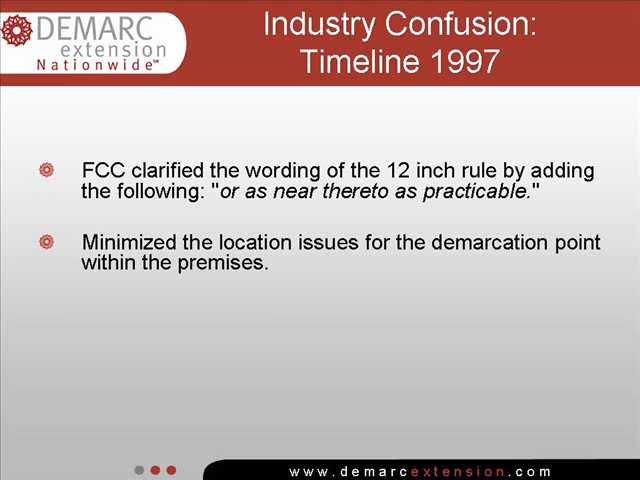 DEMARC
extension
Nationwide℠
Industry Confusion:
Timeline 1997
FCC clarified the wording of the 12 inch rule by adding
the following: "or as near thereto as practicable."
Minimized the location issues for the demarcation point
within the premises.
www.demarcextension.com